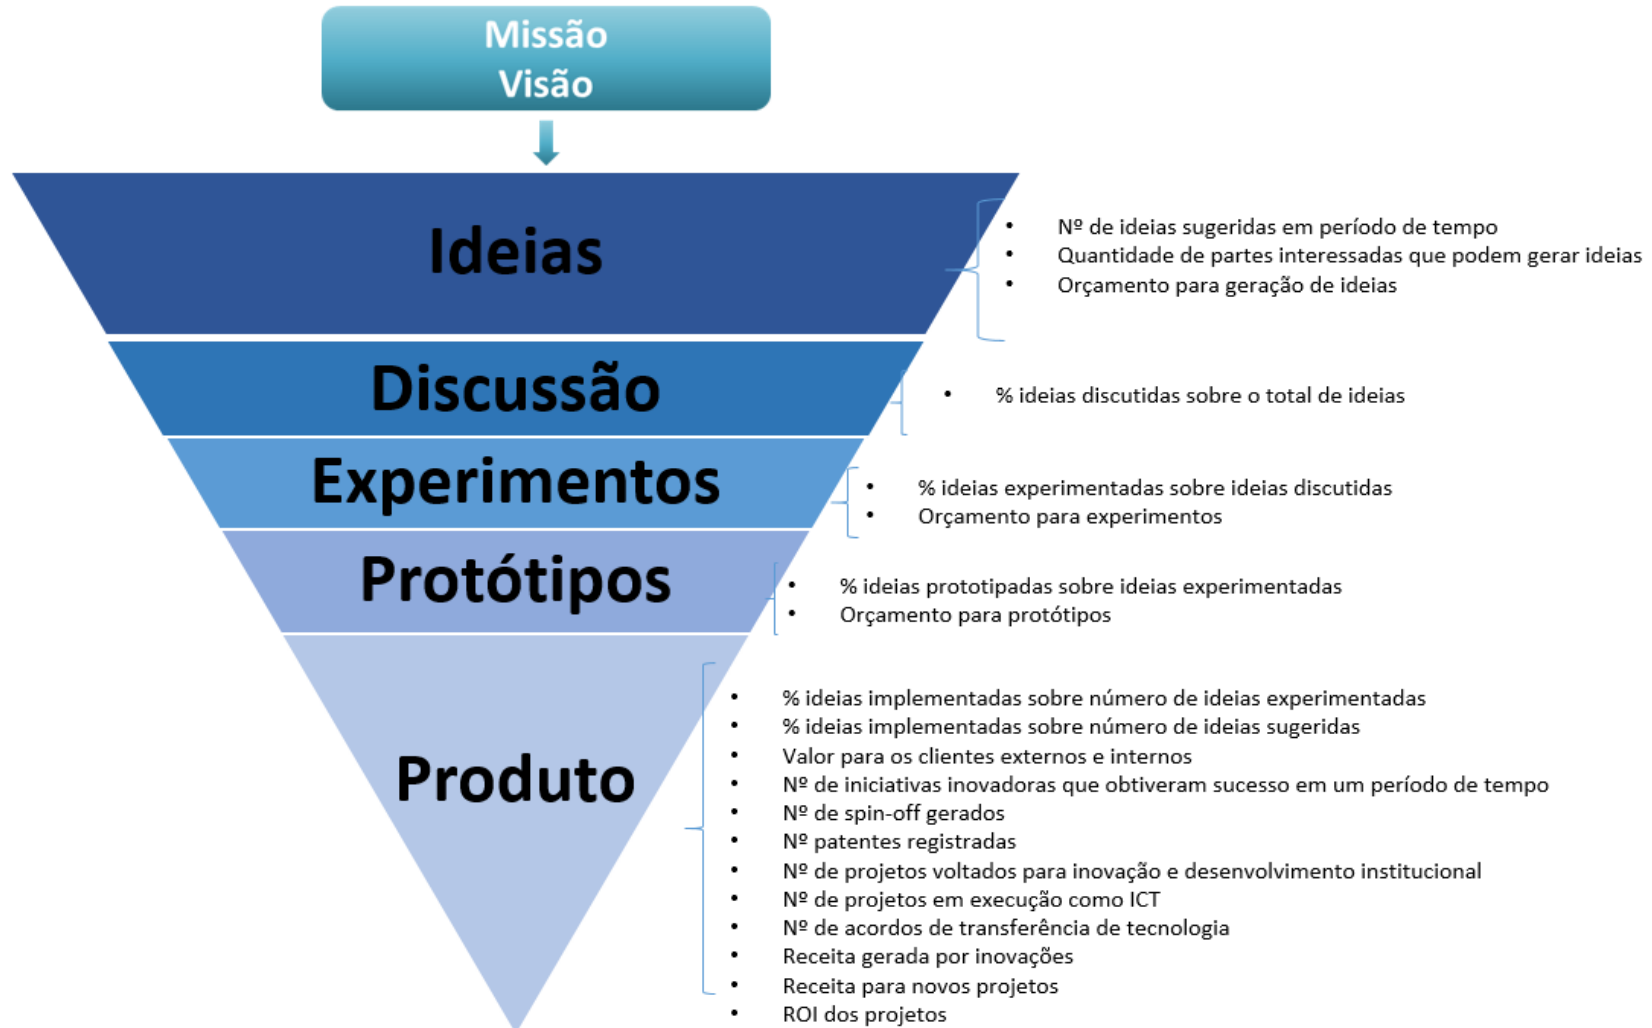 Missão
Visão
Ideias
• Nº de ideias sugeridas em período de tempo
• Quantidade de partes interessadas que podem gerar ideias
• Orçamento para geração de ideias
Discussão
• % ideias discutidas sobre o total de ideias
Experimentos
• % ideias experimentadas sobre ideias discutidas
• Orçamento para experimentos
Protótipos
• % ideias prototipadas sobre ideias experimentadas
• Orçamento para protótipos
Produto
• % ideias implementadas sobre número de ideias experimentadas
• % ideias implementadas sobre número de ideias sugeridas
• Valor para os clientes externos e internos
• Nº de iniciativas inovadoras que obtiveram sucesso em um período de tempo
• Nº de spin-off gerados
• Nº patentes registradas
• Nº de projetos voltados para inovação e desenvolvimento institucional
• Nº de projetos em execução como ICT
• Nº de acordos de transferência de tecnologia
• Receita gerada por inovações
• Receita para novos projetos
• ROI dos projetos